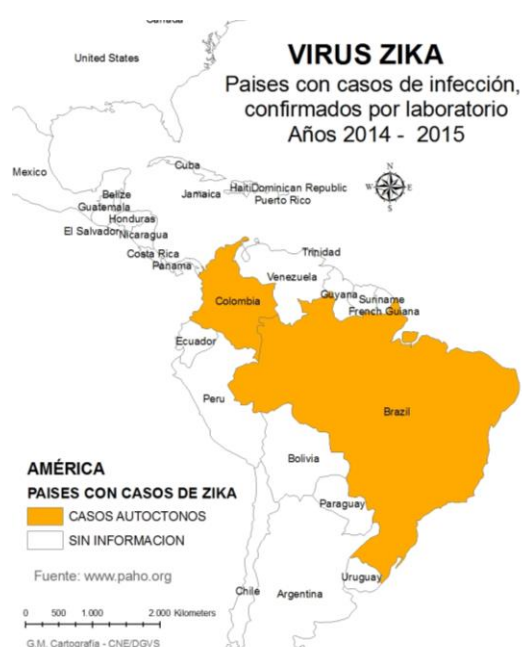 Canada
United States
VIRUS ZIKA
Paises con casos de infección,
confirmados por laboratorio
Años 2014 - 2015
Mexico
Cuba
N
W
E
S
Belize
Jamaica
Haiti
Dominican Republic
Puerto Rico
Guatemala
Honduras
El Salvador
Nicaragua
Costa Rica
Panama
Trinidad
Venezuela
Guyana
Suriname
French Guiana
Colombia
Ecuador
Peru
Brazil
Bolivia
Paraguay
Uruguay
Chile
Argentina
AMÉRICA
PAISES CON CASOS DE ZIKA
CASOS AUTOCTONOS
SIN INFORMACION
Fuente: www.paho.org
0 500 1 000 2 000 Kilometers
G.M. Cartografía - CNE/DGVS